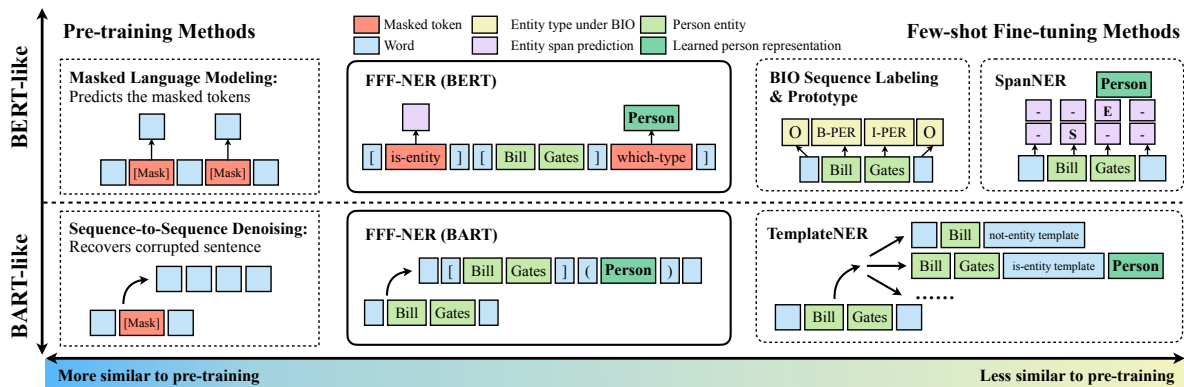 Pre-training Methods
Masked token
Entity type under BIO
Person entity
Word
Entity span prediction
Learned person representation
Few-shot Fine-tuning Methods
BERT-like
Masked Language Modeling:
Predicts the masked tokens
[Mask] [Mask]
FFF-NER (BERT)
Person
[ is-entity ] [ Bill Gates ] which-type ]
BIO Sequence Labeling
& Prototype
O B-PER I-PER O
Bill Gates
SpanNER
Person
- - E -
- S - -
Bill Gates
BART-like
Sequence-to-Sequence Denoising:
Recovers corrupted sentence
[Mask]
FFF-NER (BART)
[ Bill Gates ] ( Person )
Bill Gates
TemplateNER
Bill not-entity template
Bill Gates is-entity template Person
......
Bill Gates
More similar to pre-training
Less similar to pre-training